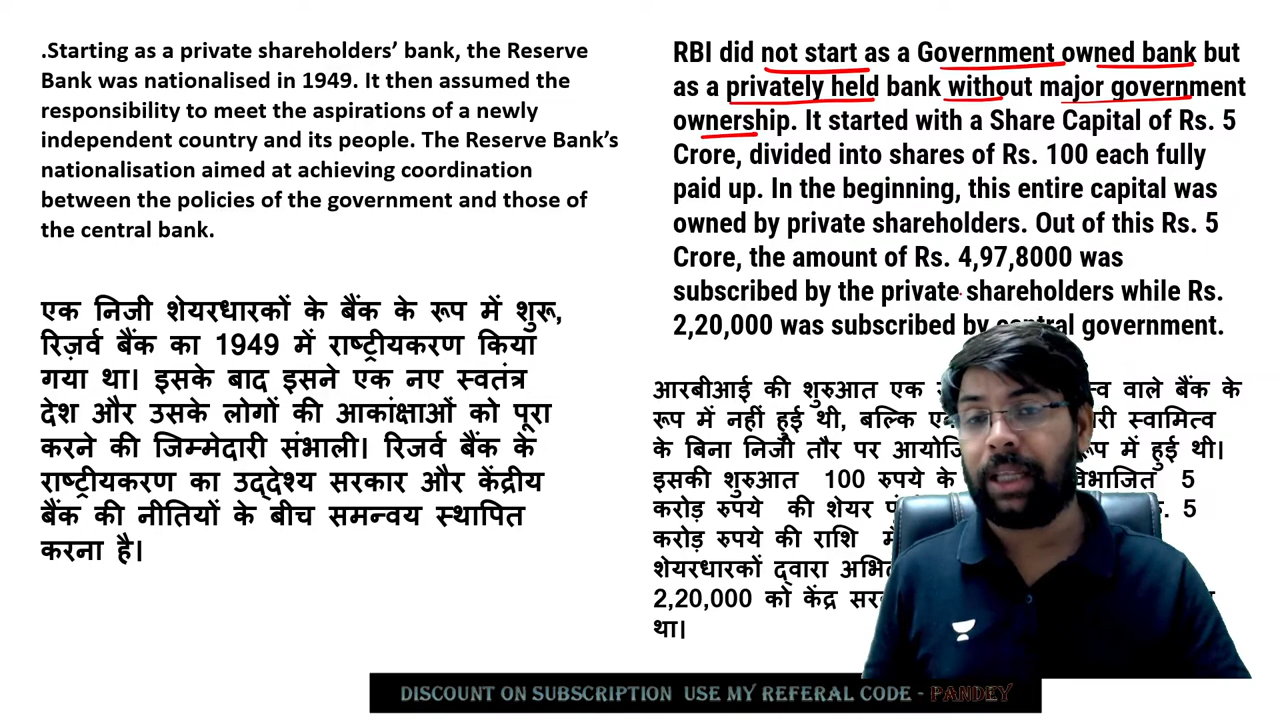 .Starting as a private shareholders’ bank, the Reserve
Bank was nationalised in 1949. It then assumed the
responsibility to meet the aspirations of a newly
independent country and its people. The Reserve Bank’s
nationalisation aimed at achieving coordination
between the policies of the government and those of
the central bank.
एक निजी शेयरधारकों के बैंक के रूप में शुरू,
रिज़र्व बैंक का 1949 में राष्ट्रीयकरण किया
गया था। इसके बाद इसने एक नए स्वतंत्र
देश और उसके लोगों की आकांक्षाओं को पूरा
करने की जिम्मेदारी संभाली। रिजर्व बैंक के
राष्ट्रीयकरण का उद्देश्य सरकार और केंद्रीय
बैंक की नीतियों के बीच समन्वय स्थापित
करना है।
RBI did not start as a Government owned bank but
as a privately held bank without major government
ownership. It started with a Share Capital of Rs. 5
Crore, divided into shares of Rs. 100 each fully
paid up. In the beginning, this entire capital was
owned by private shareholders. Out of this Rs. 5
Crore, the amount of Rs. 4,97,8000 was
subscribed by the private shareholders while Rs.
2,20,000 was subscribed by central government.
आरबीआई की शुरुआत एक वाले बैंक के
रूप में नहीं हुई थी, बल्कि स्वामित्व
के बिना निजी तौर पर रूप में हुई थी।
इसकी शुरुआत 100 रुपये के विभाजित 5
करोड़ रुपये की शेयर 5
करोड़ रुपये की राशि
शेयरधारकों द्वारा
2,20,000 को केंद्र
था।
DISCOUNT ON SUBSCRIPTION USE MY REFERAL CODE - PANDEY